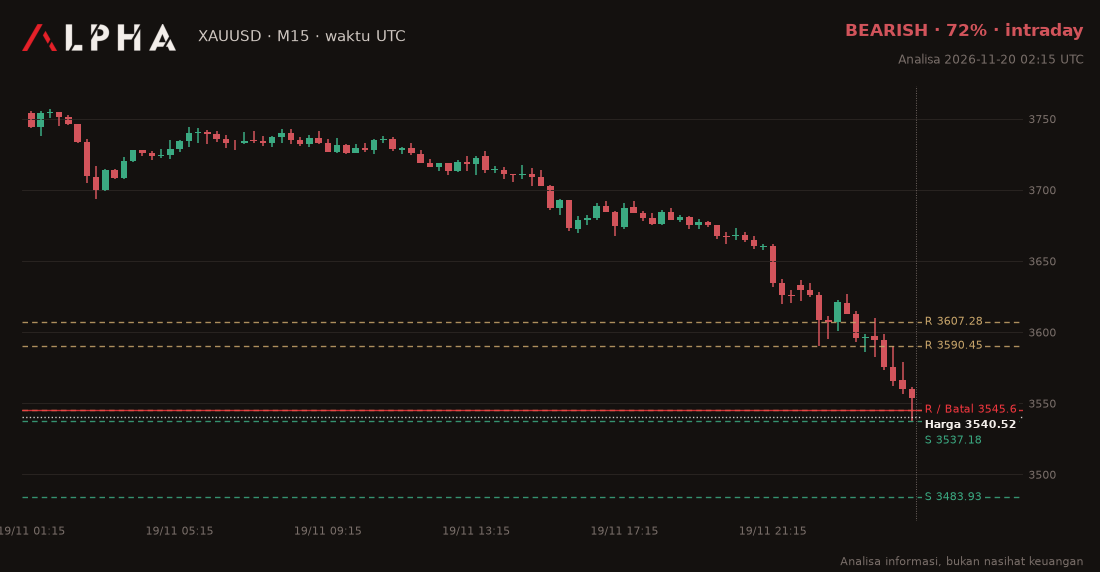 ALPHA XAUUSD · M15 · waktu UTC
BEARISH · 72% · intraday
Analisa 2026-11-20 02:15 UTC
3750
3700
3650
R 3607.28
3600
R 3590.45
3550
R / Batal 3545.6
Harga 3540.52
S 3537.18
3500
S 3483.93
19/11 01:15 19/11 05:15 19/11 09:15 19/11 13:15 19/11 17:15 19/11 21:15
Analisa informasi, bukan nasihat keuangan